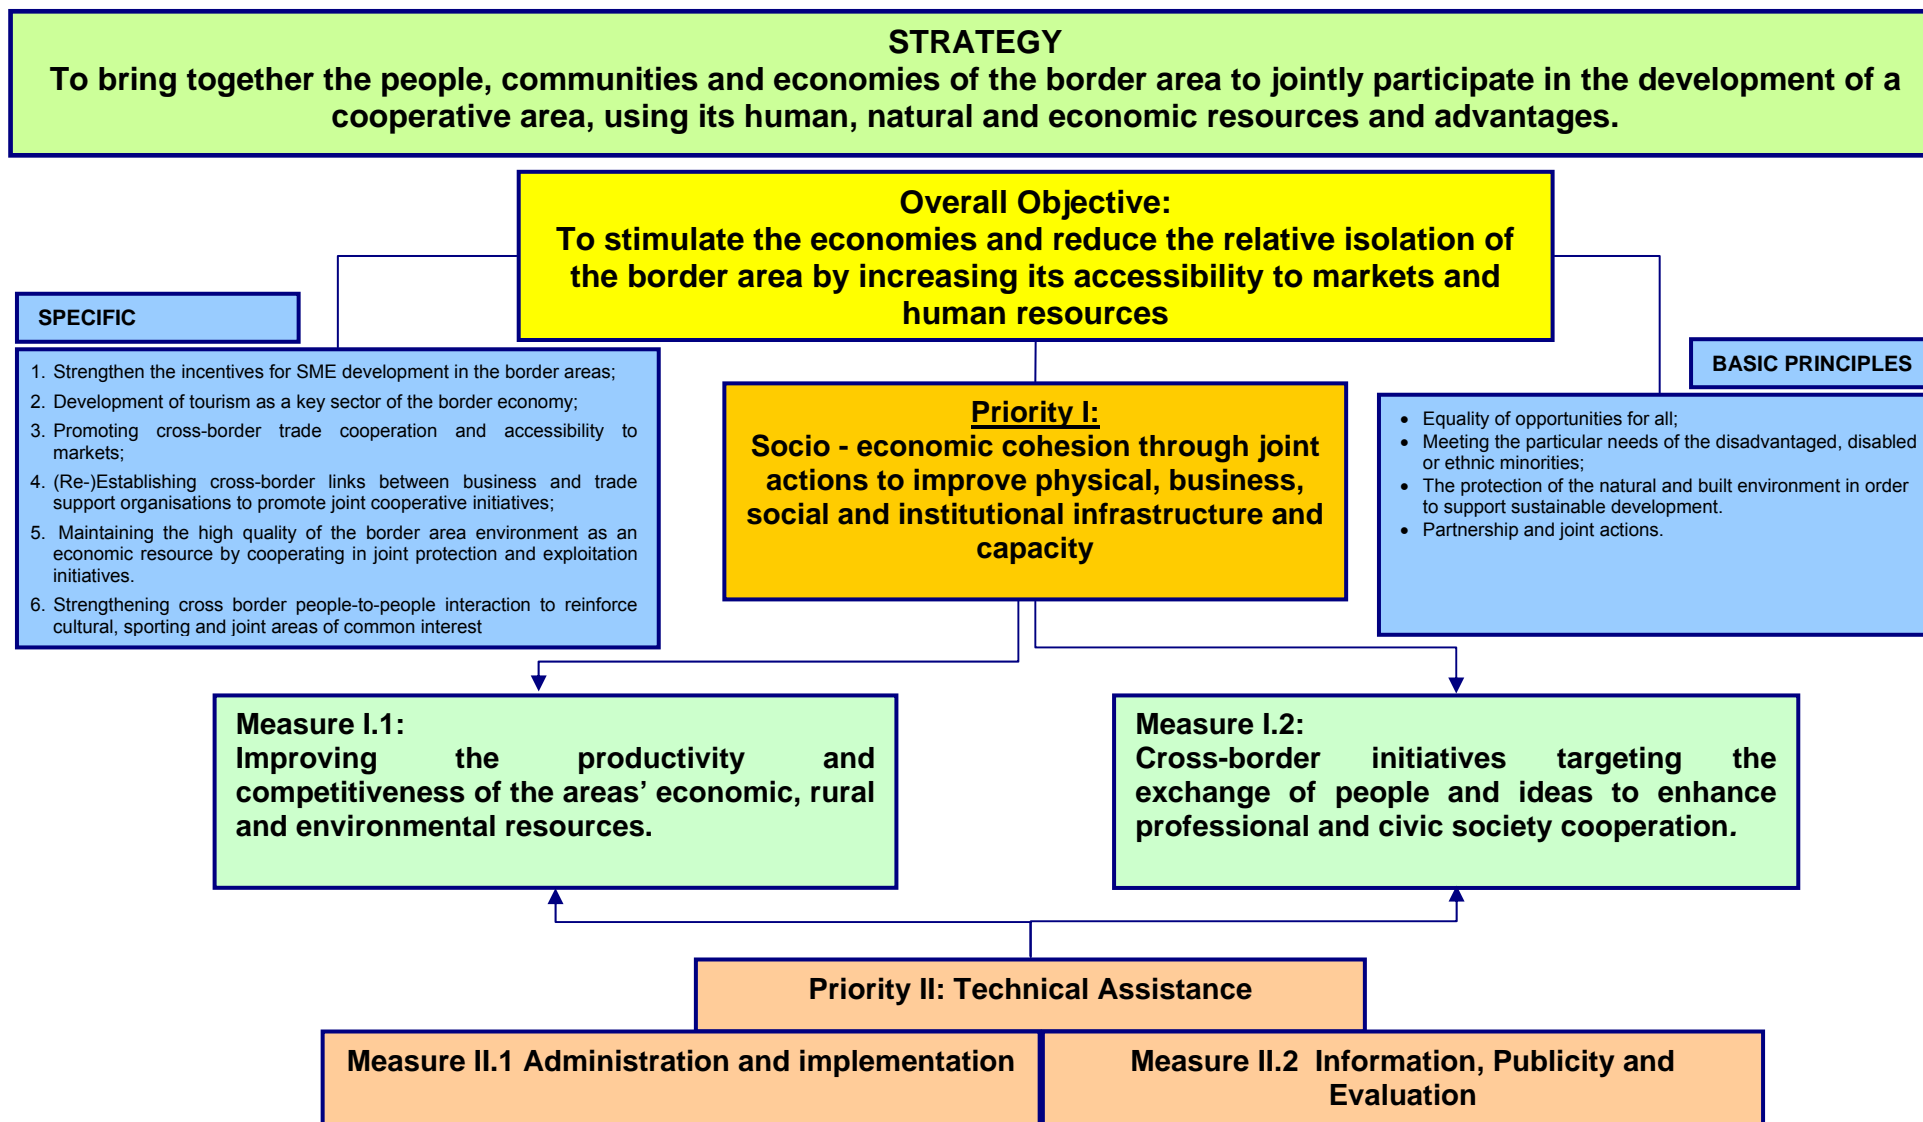 STRATEGY
To bring together the people, communities and economies of the border area to jointly participate in the development of a
cooperative area, using its human, natural and economic resources and advantages.
Overall Objective:
To stimulate the economies and reduce the relative isolation of
the border area by increasing its accessibility to markets and
human resources
SPECIFIC
1. Strengthen the incentives for SME development in the border areas;
2. Development of tourism as a key sector of the border economy;
3. Promoting cross-border trade cooperation and accessibility to
markets;
4. (Re-)Establishing cross-border links between business and trade
support organisations to promote joint cooperative initiatives;
5. Maintaining the high quality of the border area environment as an
economic resource by cooperating in joint protection and exploitation
initiatives.
6. Strengthening cross border people-to-people interaction to reinforce
cultural, sporting and joint areas of common interest
Priority I:
Socio - economic cohesion through joint
actions to improve physical, business,
social and institutional infrastructure and
capacity
BASIC PRINCIPLES
• Equality of opportunities for all;
• Meeting the particular needs of the disadvantaged, disabled
or ethnic minorities;
• The protection of the natural and built environment in order
to support sustainable development.
• Partnership and joint actions.
Measure I.1:
Improving the productivity and
competitiveness of the areas’ economic, rural
and environmental resources.
Measure I.2:
Cross-border initiatives targeting the
exchange of people and ideas to enhance
professional and civic society cooperation.
Priority II: Technical Assistance
Measure II.1 Administration and implementation
Measure II.2 Information, Publicity and
Evaluation